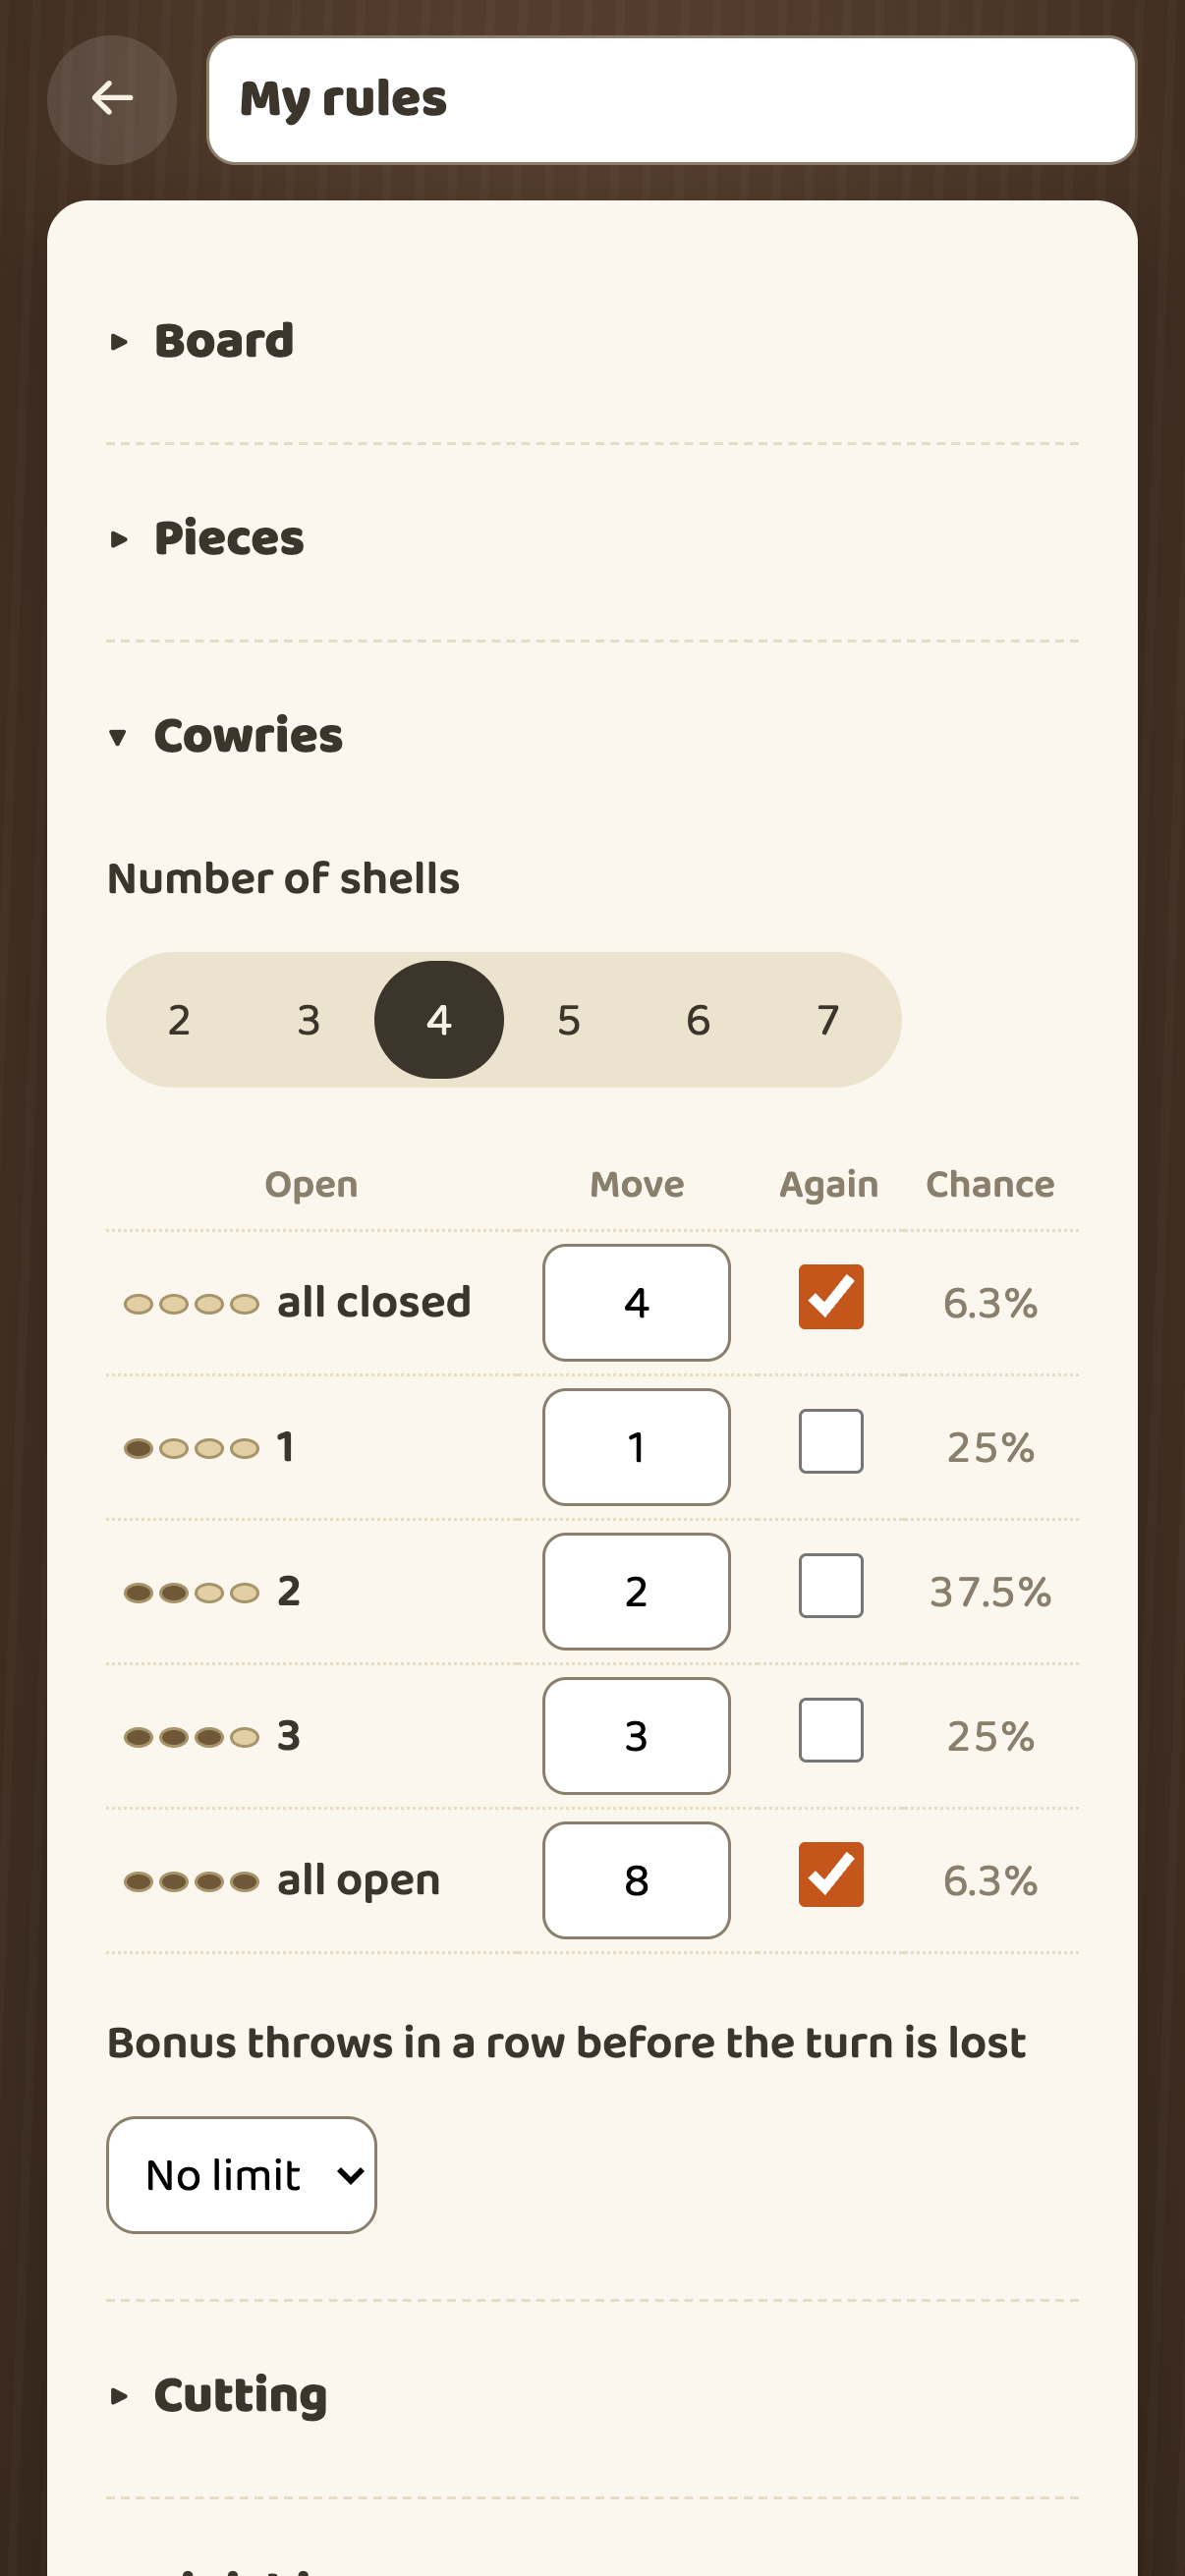 My rules
Board
Pieces
Cowries
Number of shells
2 3 4 5 6 7
Open Move Again Chance
all closed 4 6.3%
1 1 25%
2 2 37.5%
3 3 25%
all open 8 6.3%
Bonus throws in a row before the turn is lost
No limit
Cutting